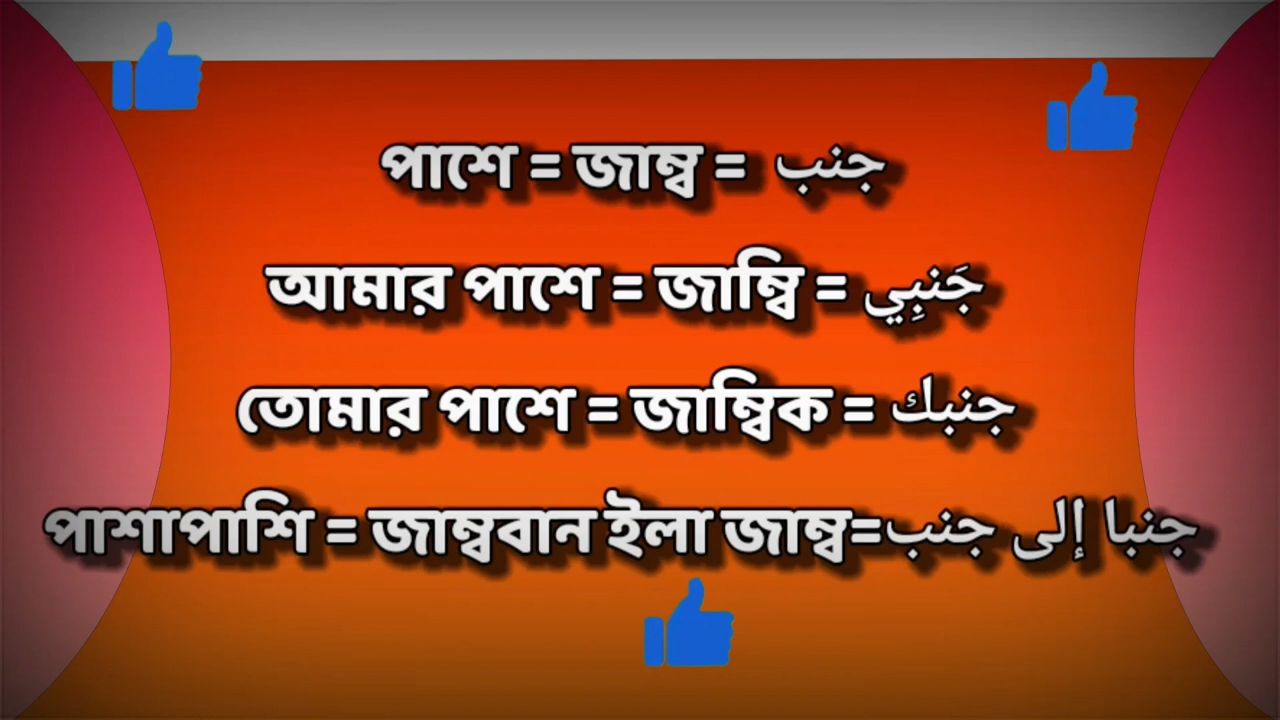 পাশে = জাম্ব = جنب
আমার পাশে = জাম্বি = جَنبِي
তোমার পাশে = জাম্বিক = جنبك
পাশাপাশি = জাম্ববান ইলা জাম্ব=جنبا إلى جنب